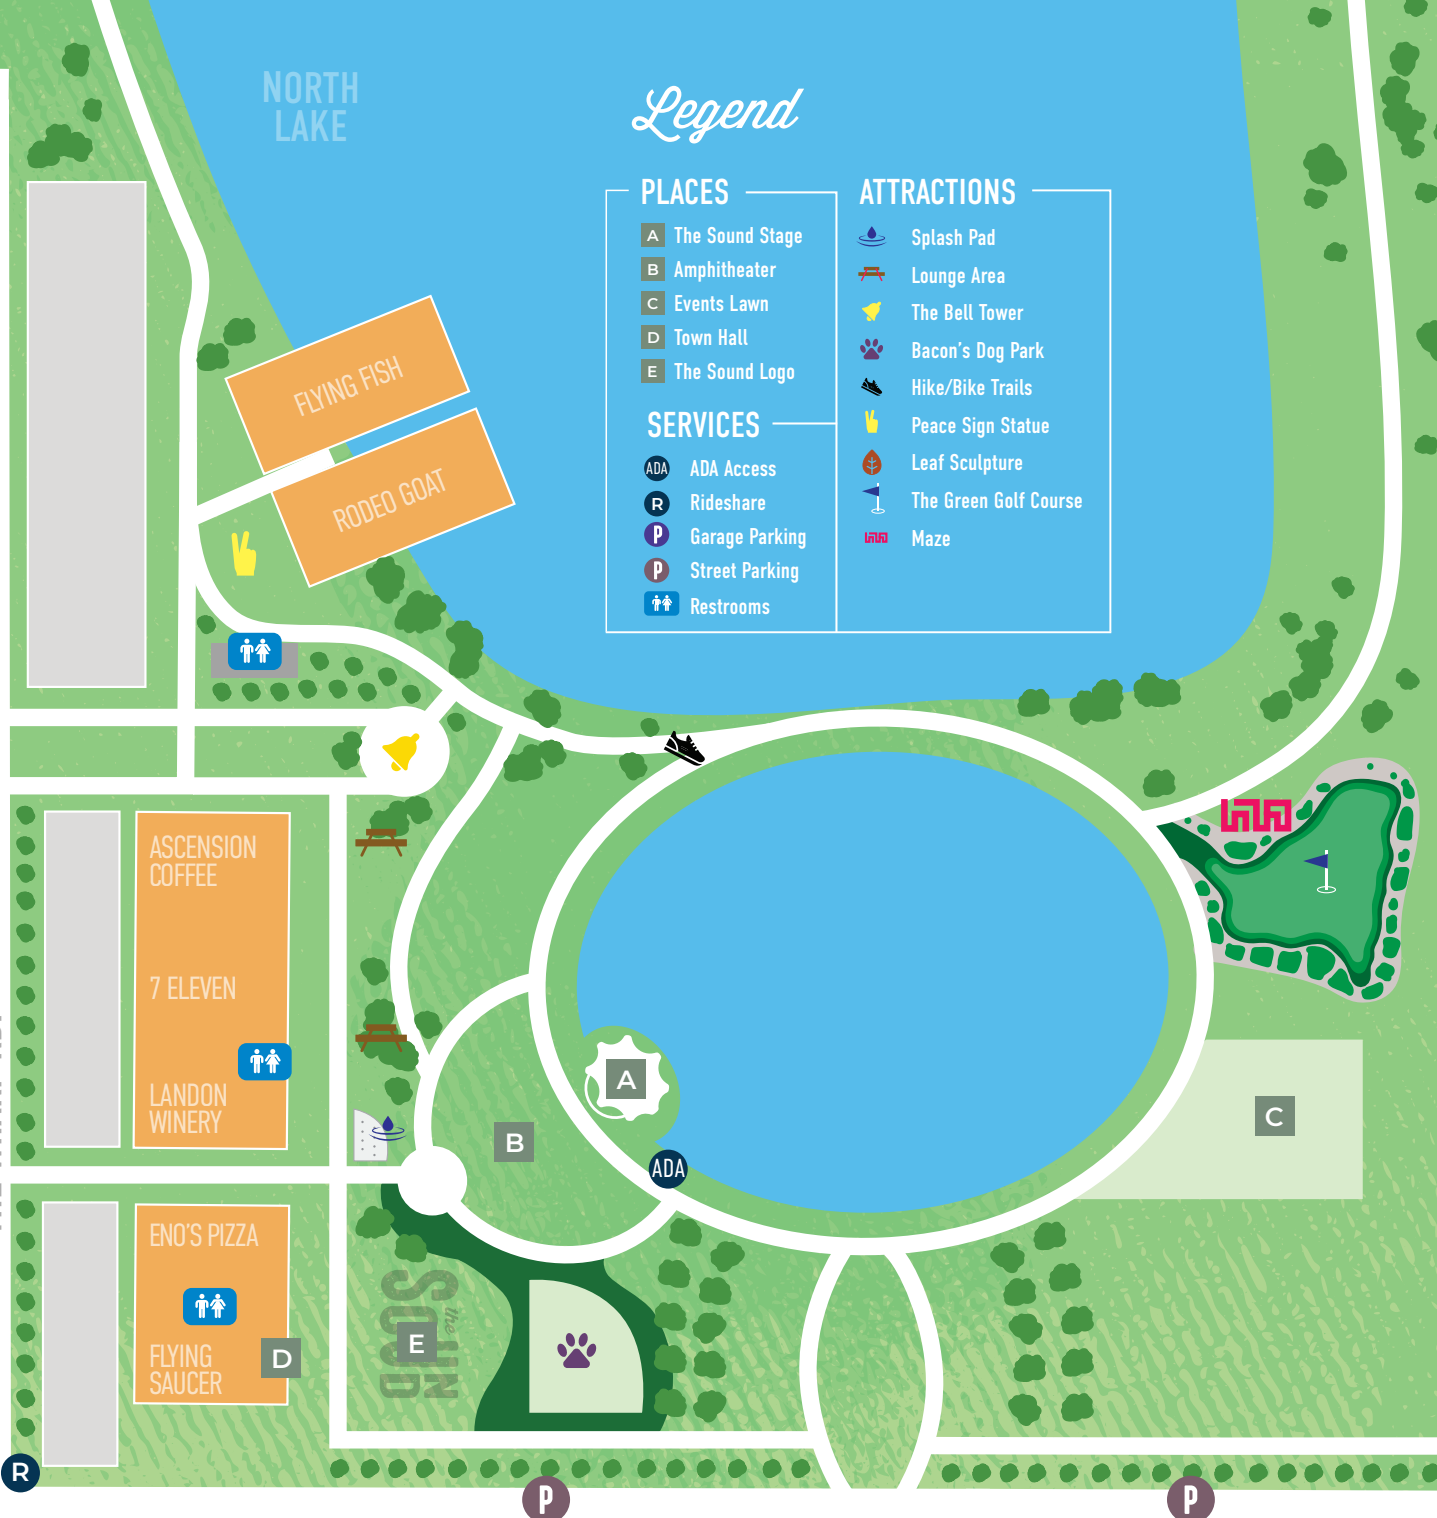 NORTH
LAKE
Legend
PLACES
A The Sound Stage
B Amphitheater
C Events Lawn
D Town Hall
E The Sound Logo
SERVICES
ADA ADA Access
R Rideshare
P Garage Parking
P Street Parking
Restrooms
ATTRACTIONS
Splash Pad
Lounge Area
The Bell Tower
Bacon's Dog Park
Hike/Bike Trails
Peace Sign Statue
Leaf Sculpture
The Green Golf Course
Maze
FLYING FISH
RODEO GOAT
ASCENSION
COFFEE
7 ELEVEN
LANDON
WINERY
A
B
C
ADA
ENO'S PIZZA
FLYING
SAUCER
D
the
SOUND
E
R
P
P